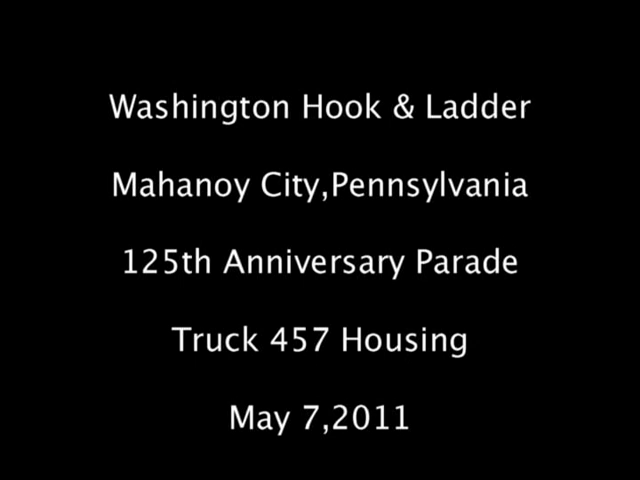 Washington Hook & Ladder
Mahanoy City,Pennsylvania
125th Anniversary Parade
Truck 457 Housing
May 7,2011